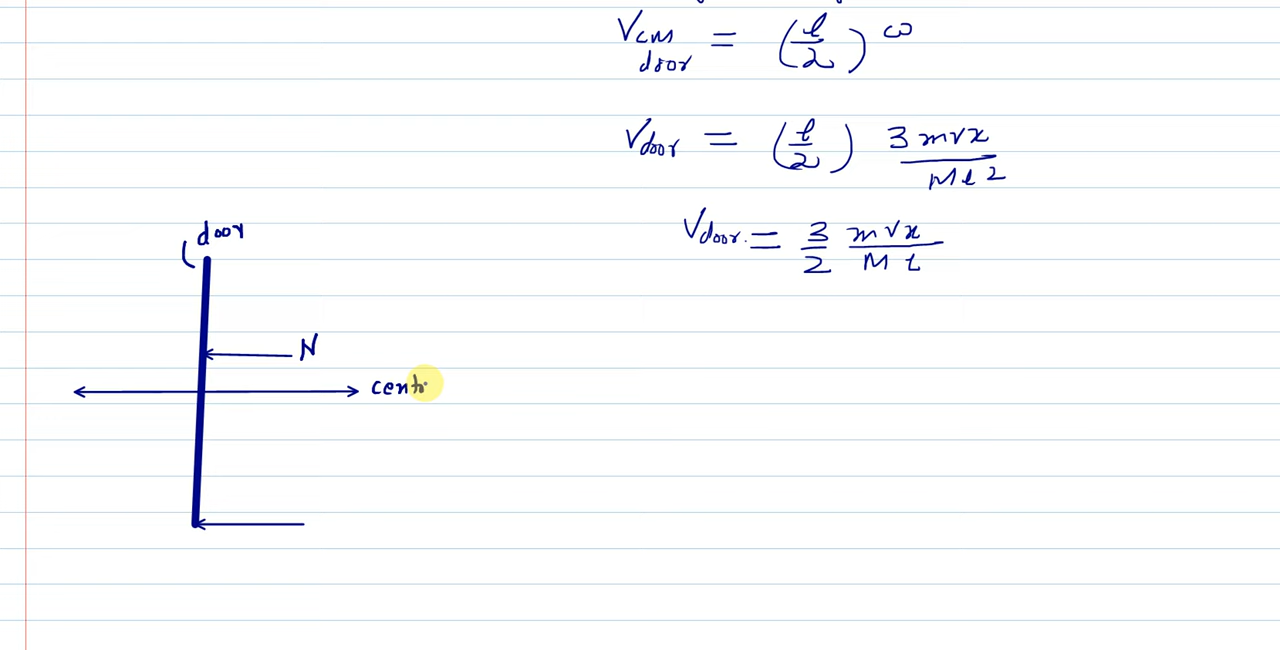 V_cm door = (l/2) ω
V_door = (l/2) 3mvx/Ml²
V_door = 3/2 mvx/Ml
door
N
cent